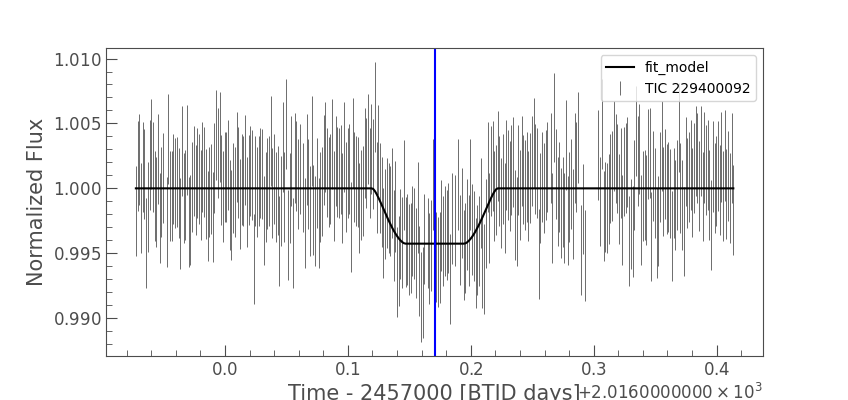 1.010
1.005
1.000
0.995
0.990
Normalized Flux
fit_model
TIC 229400092
0.0 0.1 0.2 0.3 0.4
Time - 2457000 [BTJD days]
+2.0160000000 × 10³